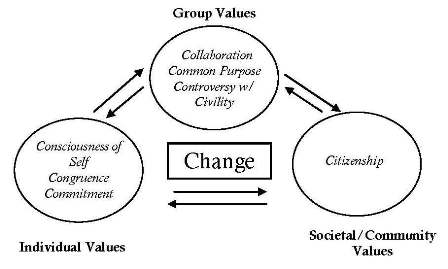 Group Values
Collaboration
Common Purpose
Controversy w/
Civility
Consciousness of
Self
Congruence
Commitment
Change
Citizenship
Individual Values
Societal/Community
Values